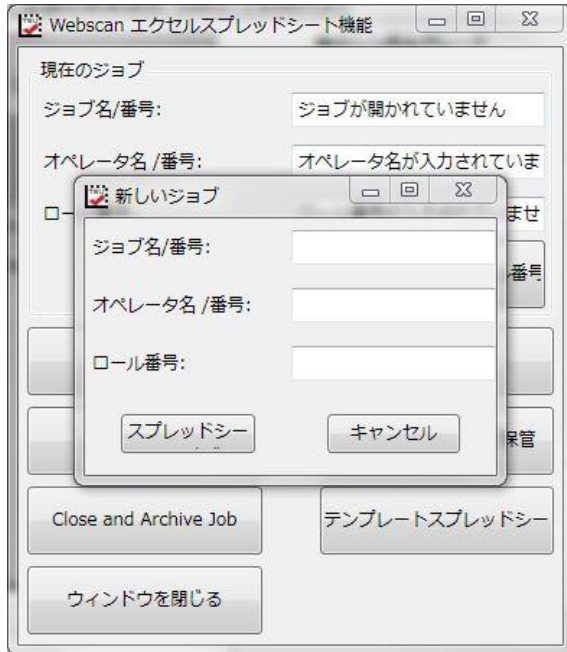 Webscan エクセルスプレッドシート機能
現在のジョブ
ジョブ名/番号:
ジョブが開かれていません
オペレータ名 /番号:
オペレータ名が入力されていま
ロー
ませ
番号
新しいジョブ
ジョブ名/番号:
オペレータ名 /番号:
ロール番号:
スプレッドシー
キャンセル
保管
Close and Archive Job
テンプレートスプレッドシー
ウィンドウを閉じる